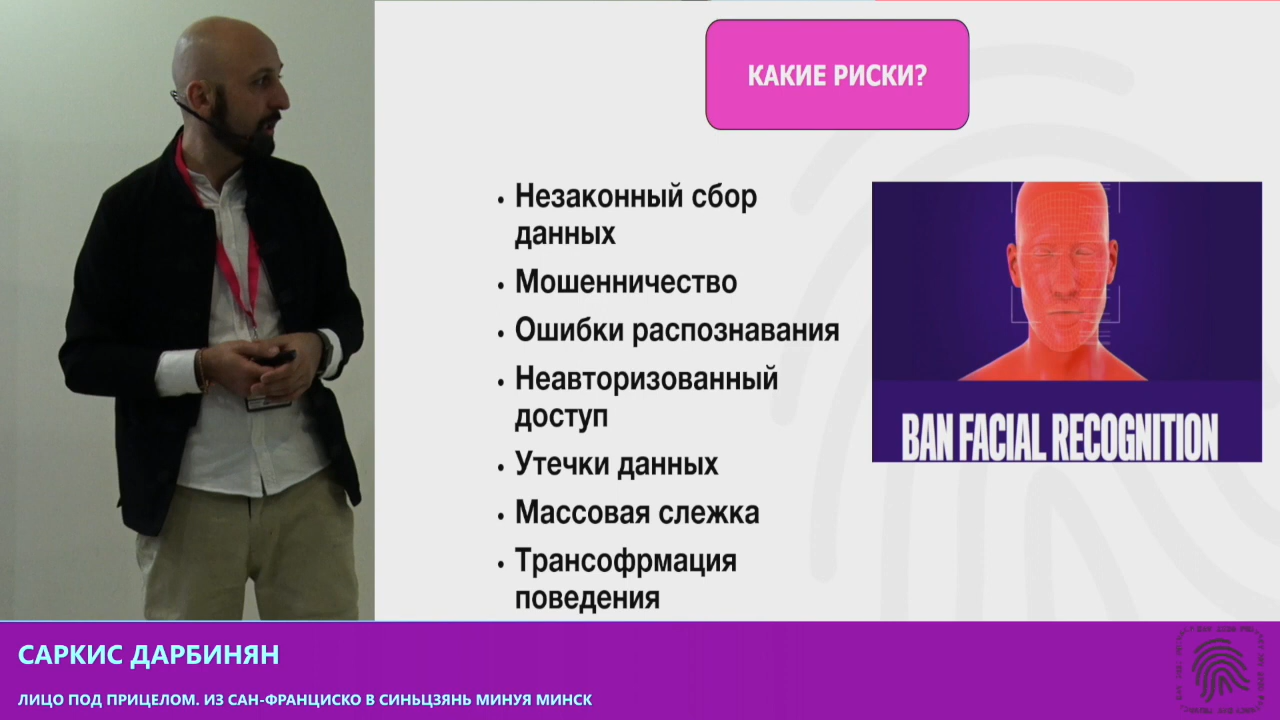 КАКИЕ РИСКИ?
• Незаконный сбор
данных
• Мошенничество
• Ошибки распознавания
• Неавторизованный
доступ
• Утечки данных
• Массовая слежка
• Трансофрмация
поведения
BAN FACIAL RECOGNITION
САРКИС ДАРБИНЯН
ЛИЦО ПОД ПРИЦЕЛОМ. ИЗ САН-ФРАНЦИСКО В СИНЬЦЗЯНЬ МИНУЯ МИНСК